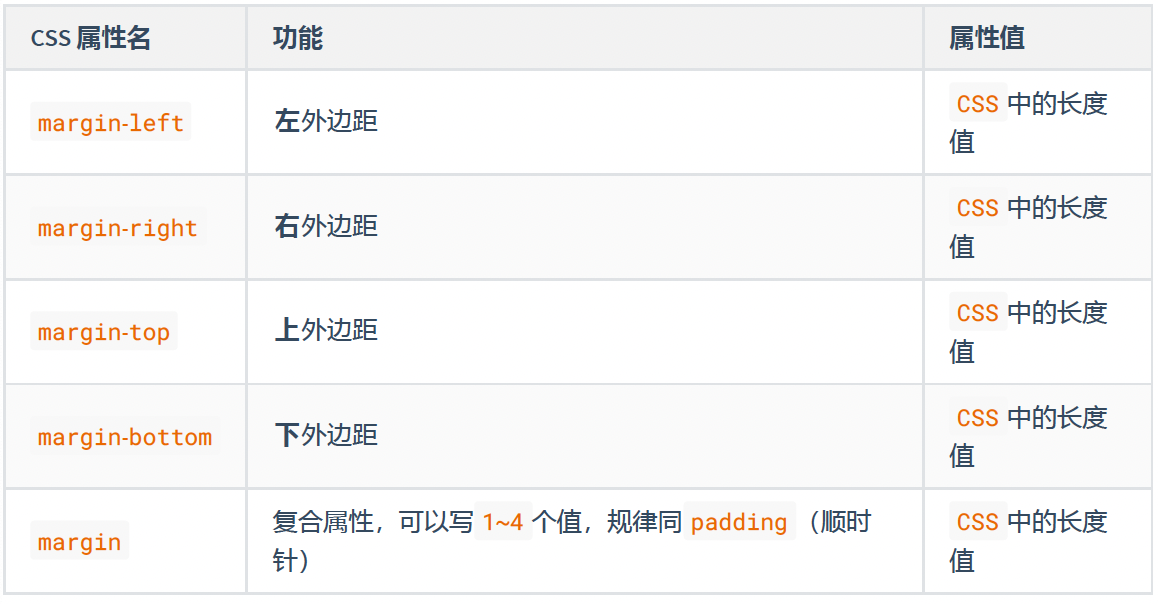 CSS 属性名 功能 属性值
margin-left 左外边距 CSS 中的长度
值
margin-right 右外边距 CSS 中的长度
值
margin-top 上外边距 CSS 中的长度
值
margin-bottom 下外边距 CSS 中的长度
值
margin 复合属性，可以写 1~4 个值，规律同 padding （顺时
针） CSS 中的长度
值